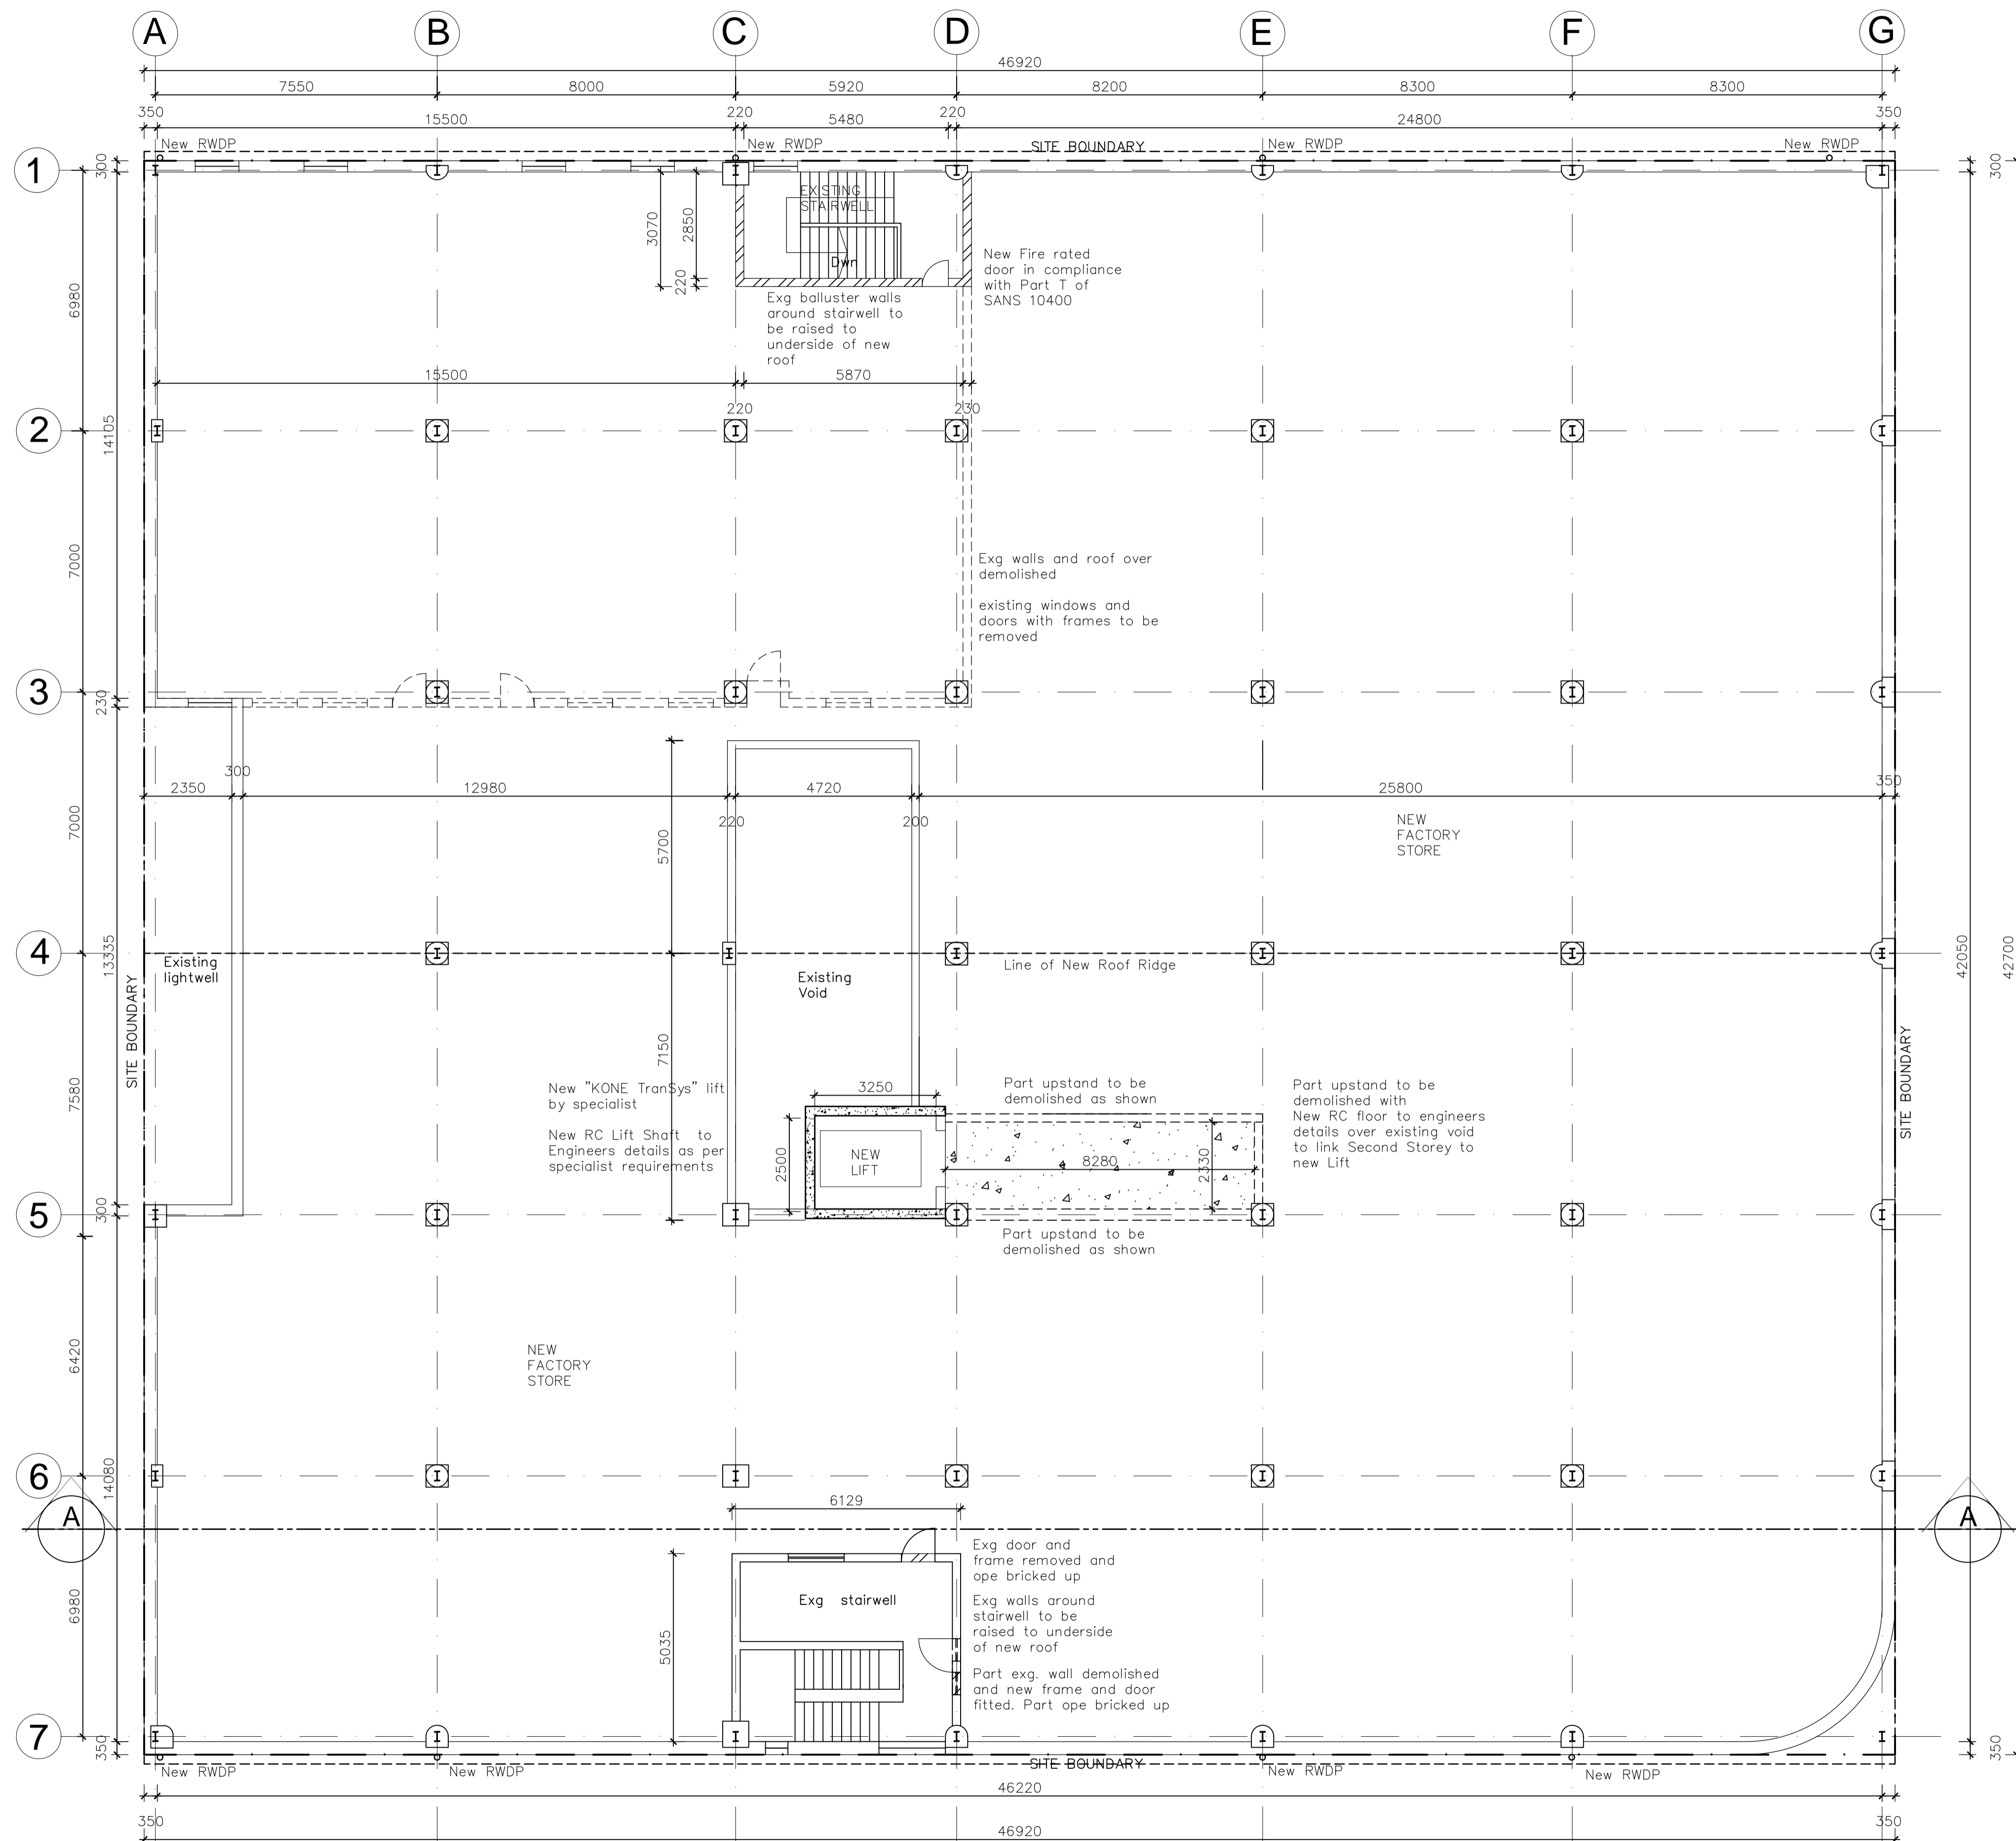 A B C D E F G
46920
7550 8000 5920 8200 8300 8300
350 15500 220 5480 220 24800 350
New RWDP New RWDP SITE BOUNDARY New RWDP New RWDP
1
300
300
EXISTING
STAIRWELL
Dwn
3070
2850
220
6980
New Fire rated
door in compliance
with Part T of
SANS 10400
Exg balluster walls
around stairwell to
be raised to
underside of new
roof
15500 5870
220 230
2
14105
7000
Exg walls and roof over
demolished
existing windows and
doors with frames to be
removed
3
230
2350 300 12980 4720 25800 350
220 200
7000
5700
NEW
FACTORY
STORE
4
13335
Existing
lightwell
Existing
Void
Line of New Roof Ridge
42050
42700
SITE BOUNDARY
SITE BOUNDARY
7580
7150
New "KONE TranSys" lift
by specialist
New RC Lift Shaft to
Engineers details as per
specialist requirements
3250
2500
NEW
LIFT
Part upstand to be
demolished as shown
8280
2330
Part upstand to be
demolished with
New RC floor to engineers
details over existing void
to link Second Storey to
new Lift
5
300
Part upstand to be
demolished as shown
6420
NEW
FACTORY
STORE
6
14080
A
A
6129
6980
5035
Exg stairwell
Exg door and
frame removed and
ope bricked up
Exg walls around
stairwell to be
raised to underside
of new roof
Part exg. wall demolished
and new frame and door
fitted. Part ope bricked up
7
350
350
New RWDP New RWDP SITE BOUNDARY New RWDP New RWDP
46220
350 350
46920